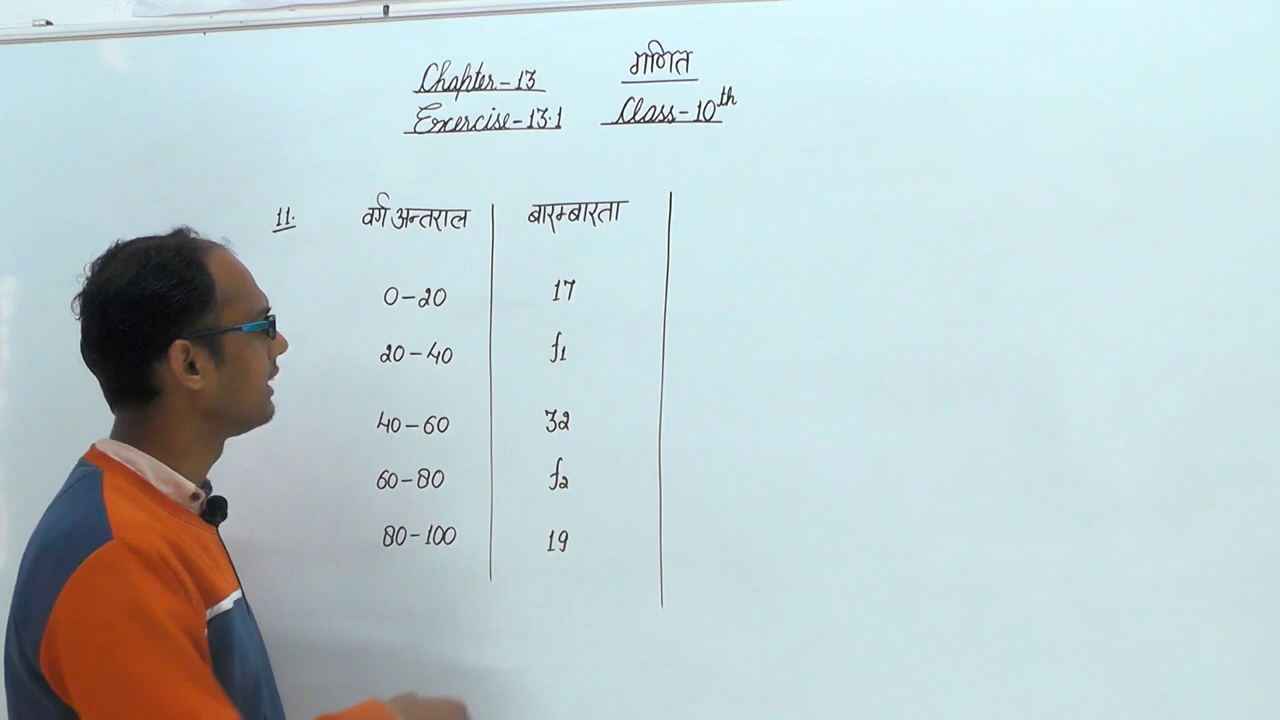 Chapter-13 गणित
Exercise-13.1 Class-10th
11. वर्ग अन्तराल बारम्बारता
0-20 17
20-40 f1
40-60 32
60-80 f2
80-100 19